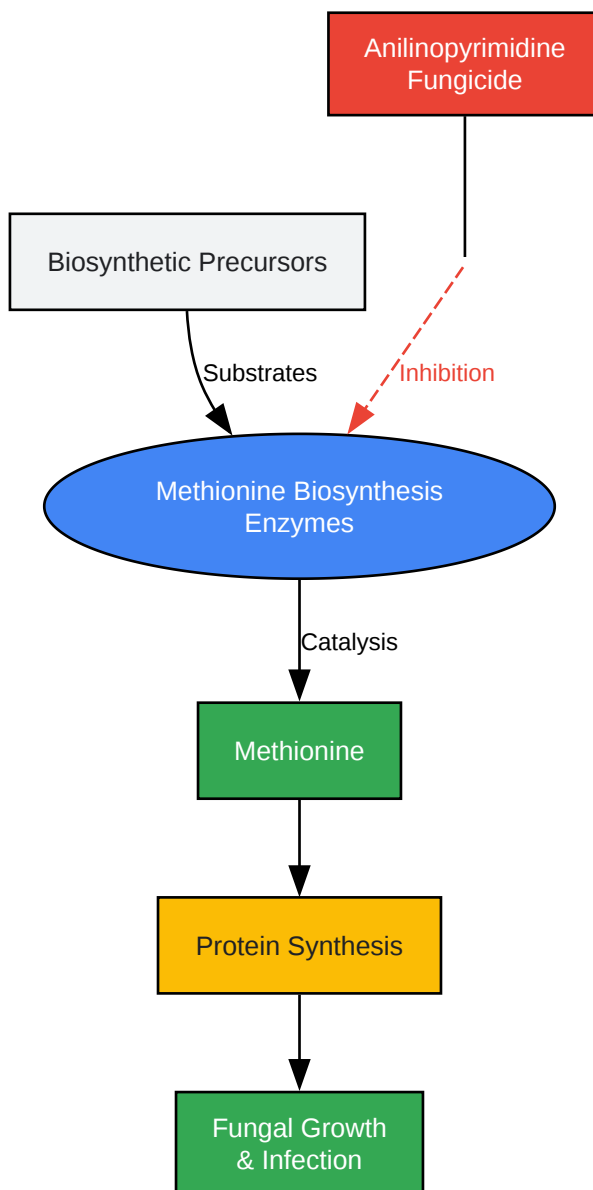 Anilinopyrimidine
Fungicide
Biosynthetic Precursors
Substrates
Inhibition
Methionine Biosynthesis
Enzymes
Catalysis
Methionine
Protein Synthesis
Fungal Growth
& Infection